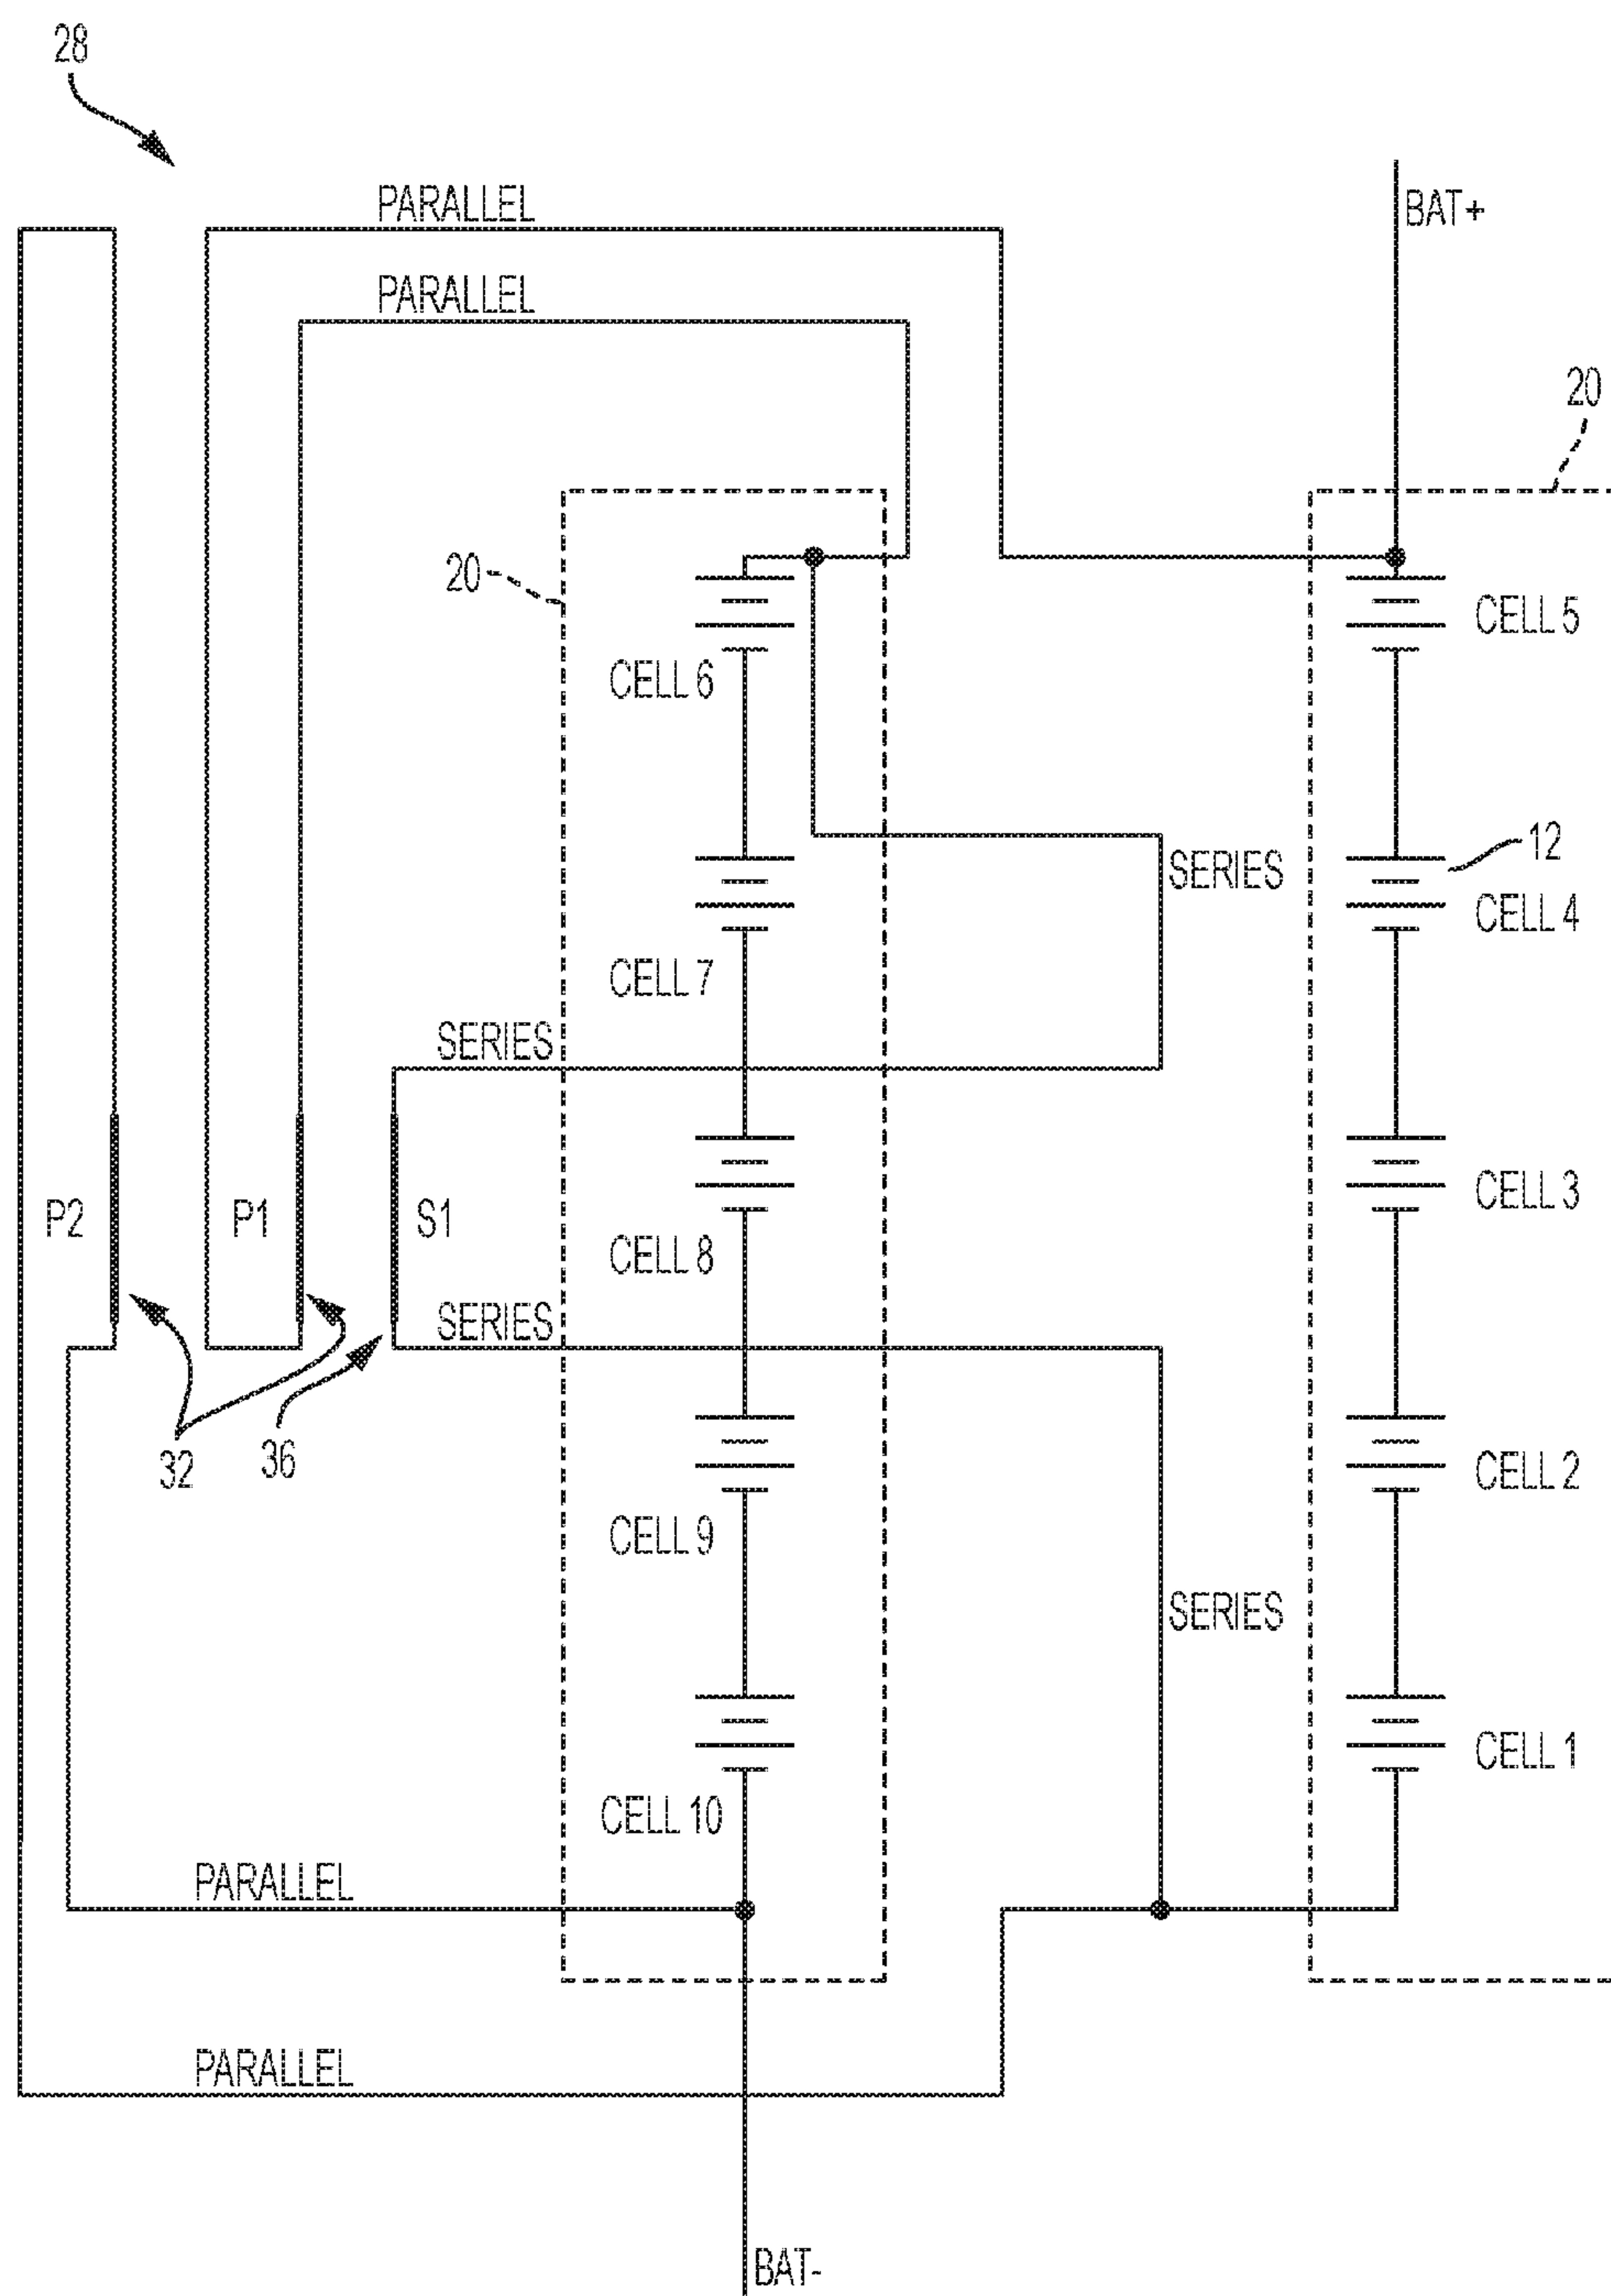 28
PARALLEL
BAT+
PARALLEL
20
20
CELL 5
CELL 6
12
SERIES
CELL 4
CELL 7
SERIES
P2
P1
S1
CELL 3
CELL 8
SERIES
32
36
CELL 2
CELL 9
SERIES
CELL 1
CELL 10
PARALLEL
PARALLEL
BAT-